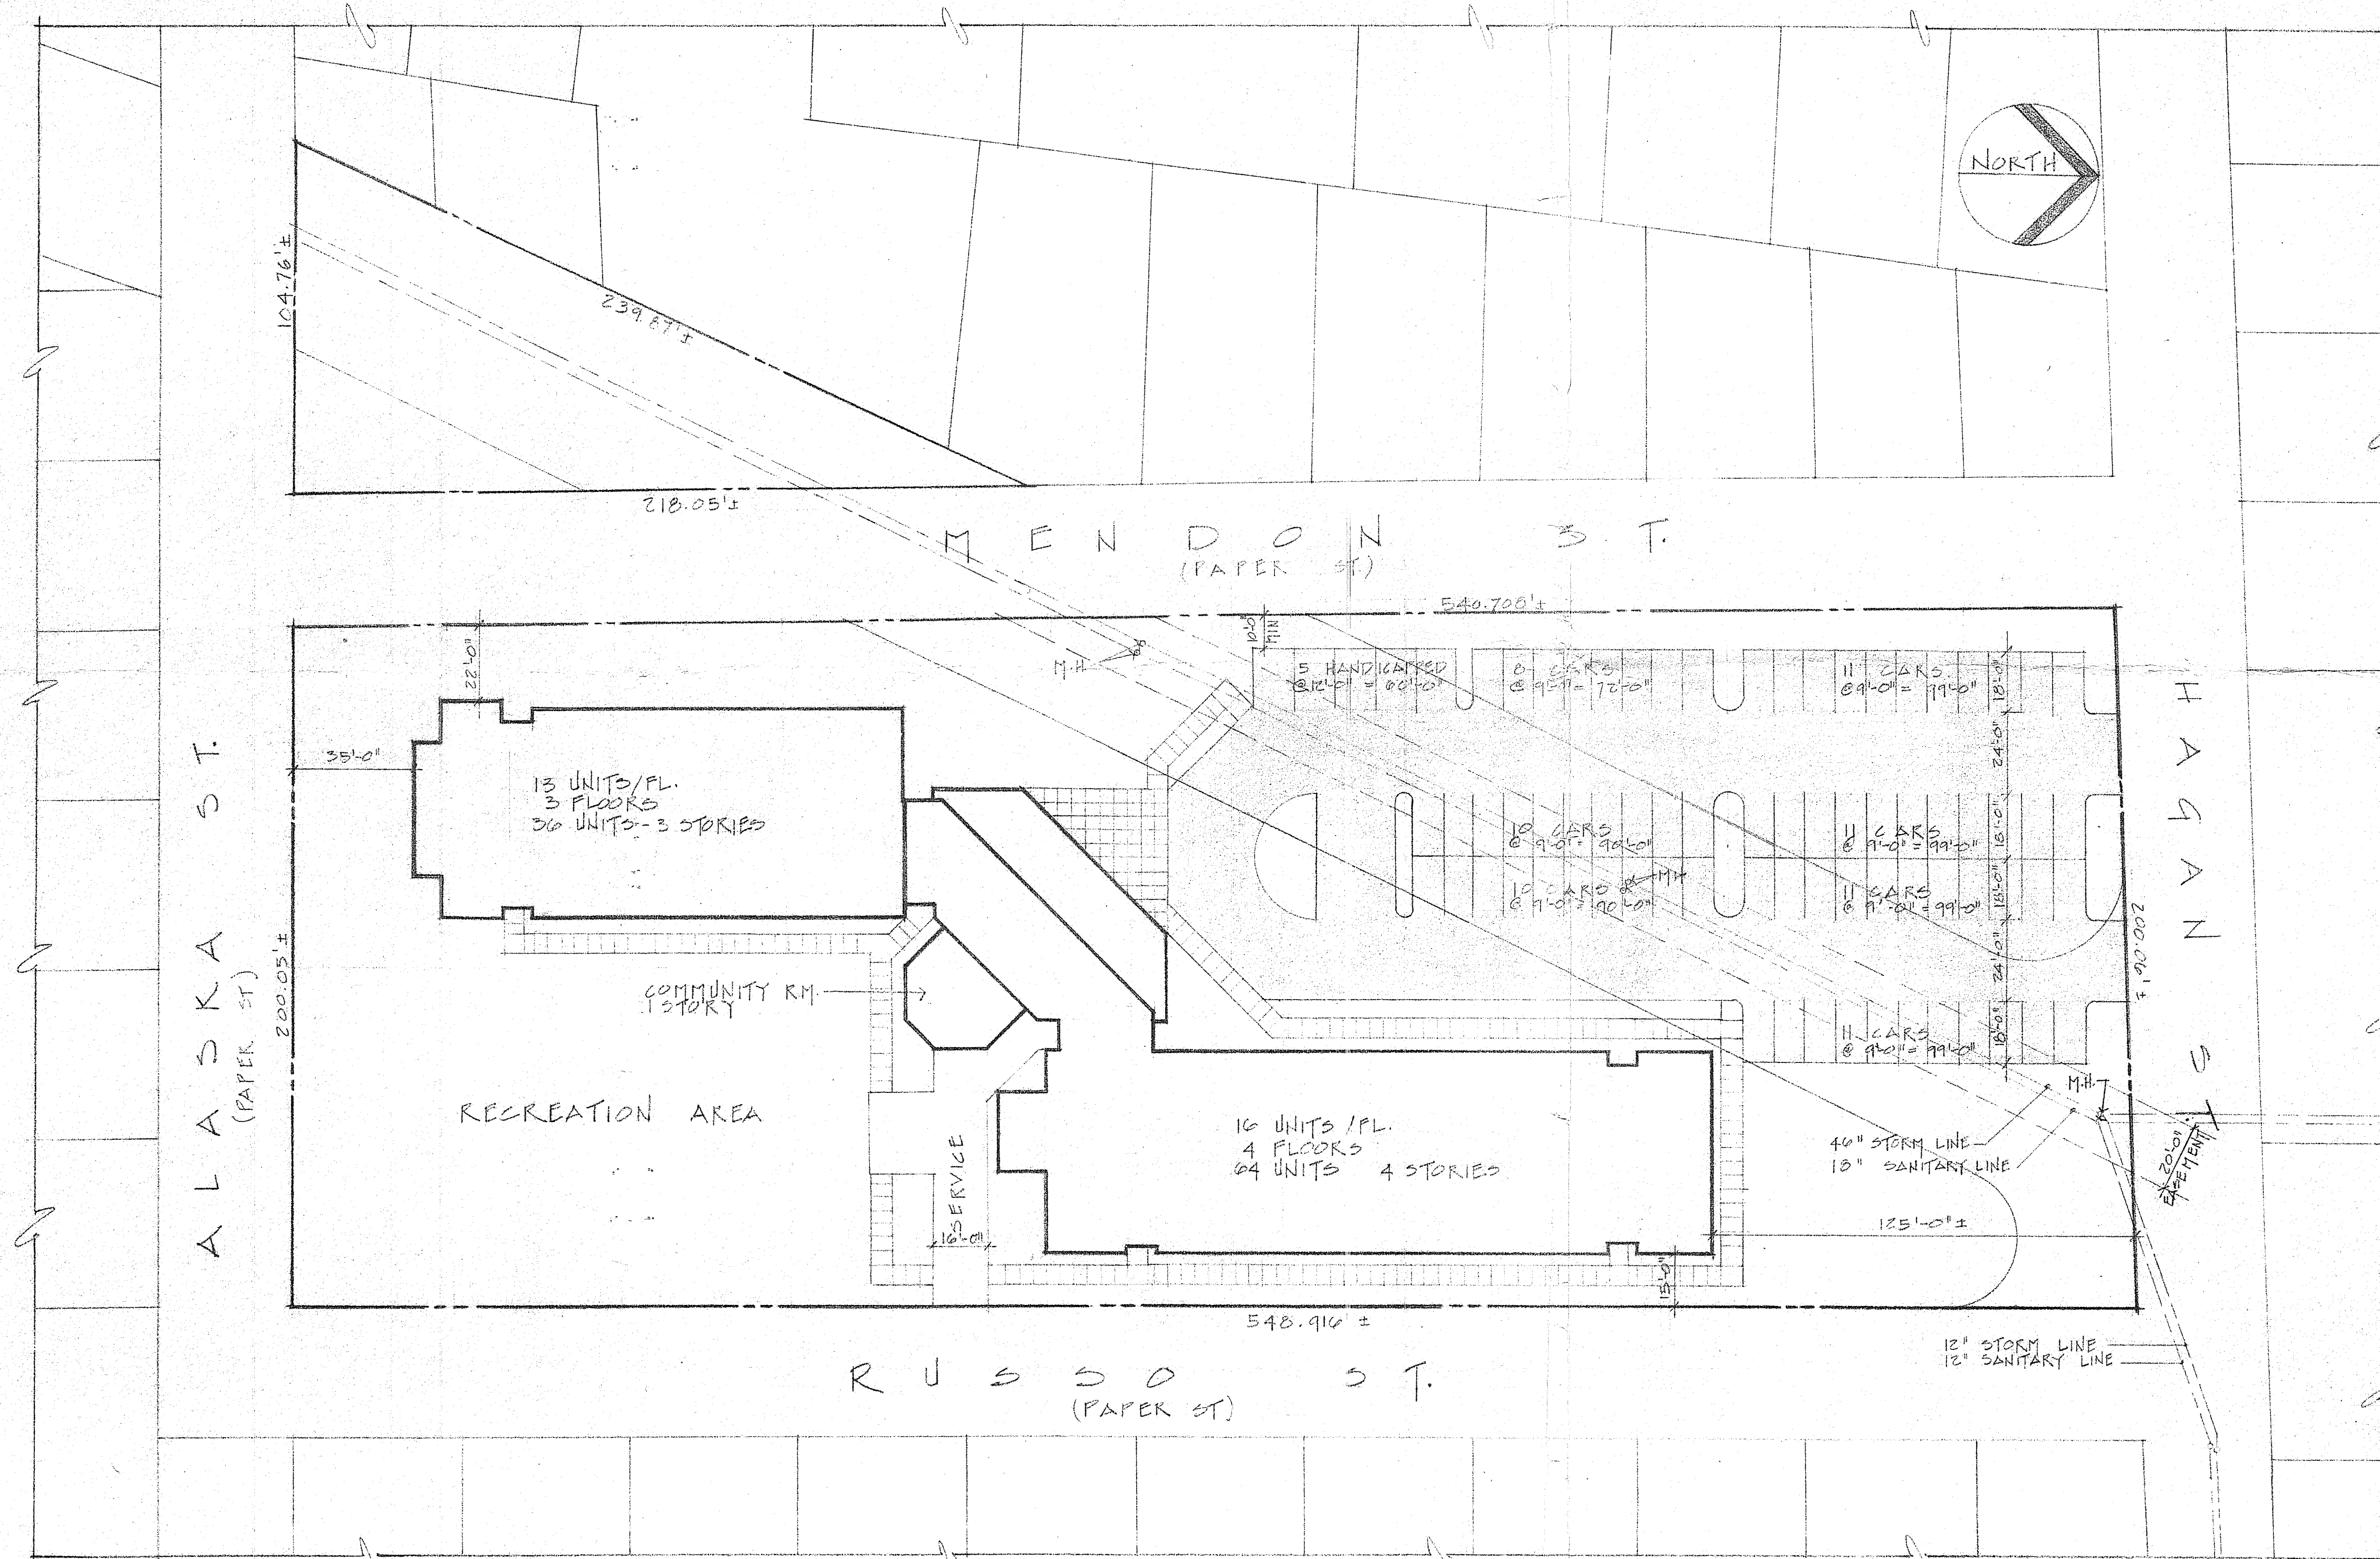 NORTH
104.76'±
239.87'±
218.05'±
MENDON ST.
(PAPER ST.)
540.708'±
22'-0"
10'-0"
MIN
M.H.
5 HANDICAPPED
@12'-0" = 60'-0"
8 CARS
@ 9'-0" = 72'-0"
11 CARS
@9'-0" = 99'-0"
18'-0"
24'-0"
35'-0"
13 UNITS/FL.
3 FLOORS
36 UNITS - 3 STORIES
10 CARS
@ 9'-0" = 90'-0"
11 CARS
@ 9'-0" = 99'-0"
18'-0"
M.H.
10 CARS
@ 9'-0" = 90'-0"
11 CARS
@ 9'-0" = 99'-0"
18'-0"
24'-0"
HAGAN ST.
200.06'±
ALASKA ST.
(PAPER ST)
200.05'±
COMMUNITY RM.
1 STORY
11 CARS
@ 9'-0" = 99'-0"
18'-0"
M.H.
RECREATION AREA
SERVICE
16'-0"
16 UNITS /FL.
4 FLOORS
64 UNITS 4 STORIES
46" STORM LINE
18" SANITARY LINE
20'-0"
EASEMENT
125'-0"±
15'-0"
548.916'±
12" STORM LINE
12" SANITARY LINE
RUSSO ST.
(PAPER ST)